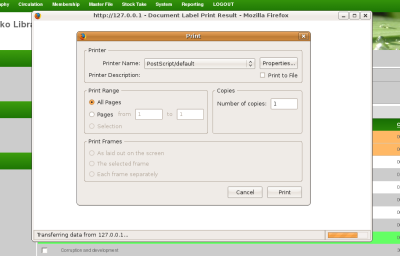 Circulation Membership Master File Stock Take System Reporting LOGOUT
http://127.0.0.1 - Document Label Print Result - Mozilla Firefox
Print
Printer
Printer Name: PostScript/default Properties...
Printer Description: Print to File
Print Range
All Pages
Pages from 1 to 1
Selection
Copies
Number of copies: 1
Print Frames
As laid out on the screen
The selected frame
Each frame separately
Cancel Print
Transferring data from 127.0.0.1...
Corruption and development